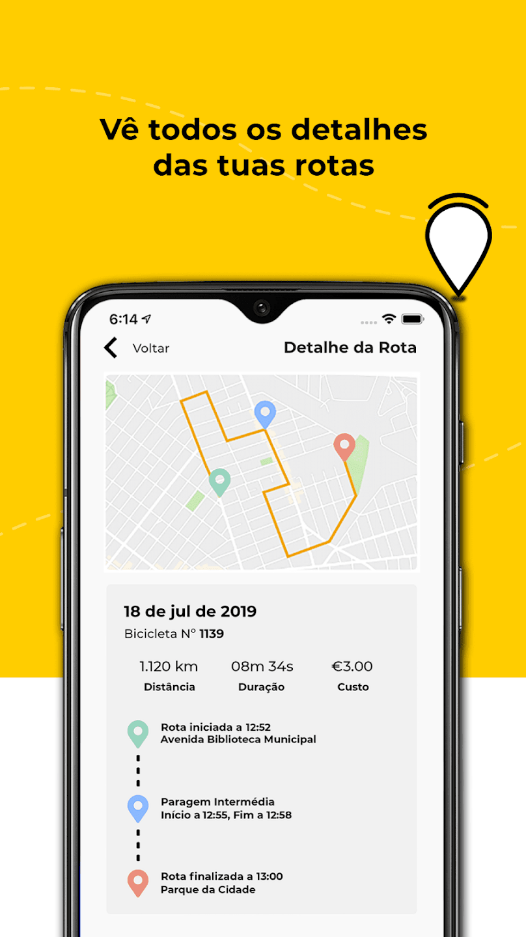 Vê todos os detalhes
das tuas rotas
6:14
Voltar
Detalhe da Rota
18 de jul de 2019
Bicicleta Nº 1139
1.120 km
08m 34s
€3.00
Distância
Duração
Custo
Rota iniciada a 12:52
Avenida Biblioteca Municipal
Paragem Intermédia
Início a 12:55, Fim a 12:58
Rota finalizada a 13:00
Parque da Cidade